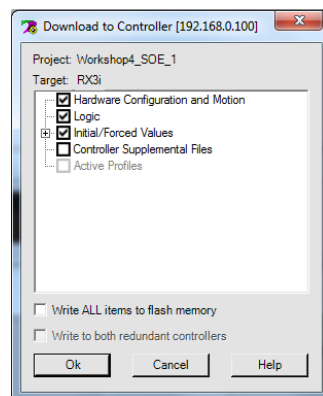 Download to Controller [192.168.0.100]
Project: Workshop4_SOE_1
Target: RX3i
Hardware Configuration and Motion
Logic
Initial/Forced Values
Controller Supplemental Files
Active Profiles
Write ALL items to flash memory
Write to both redundant controllers
Ok Cancel Help